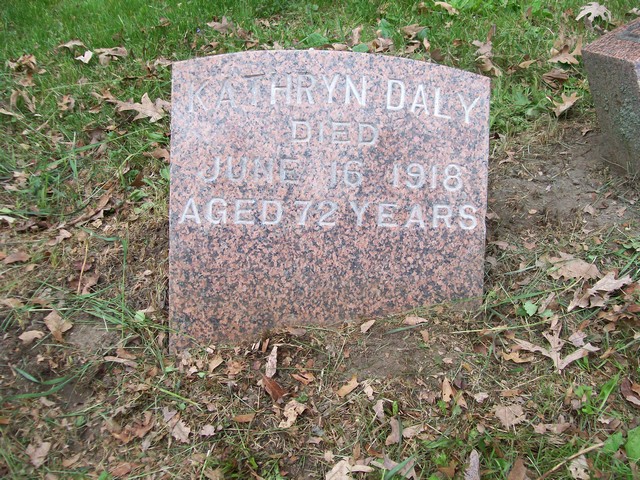 KATHRYN DALY
DIED
JUNE 16 1918
AGED 72 YEARS